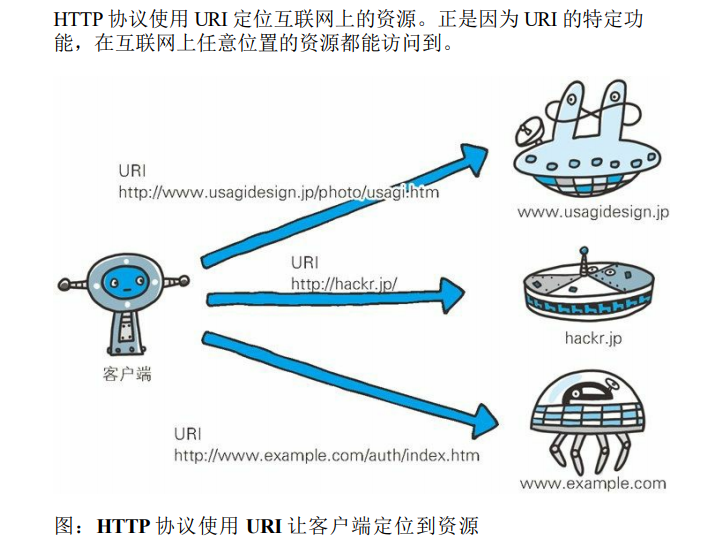 HTTP 协议使用 URI 定位互联网上的资源。正是因为 URI 的特定功
能，在互联网上任意位置的资源都能访问到。
URI
http://www.usagidesign.jp/photo/usagi.htm
www.usagidesign.jp
URI
http://hackr.jp/
hackr.jp
客户端
URI
http://www.example.com/auth/index.htm
www.example.com
图：HTTP 协议使用 URI 让客户端定位到资源